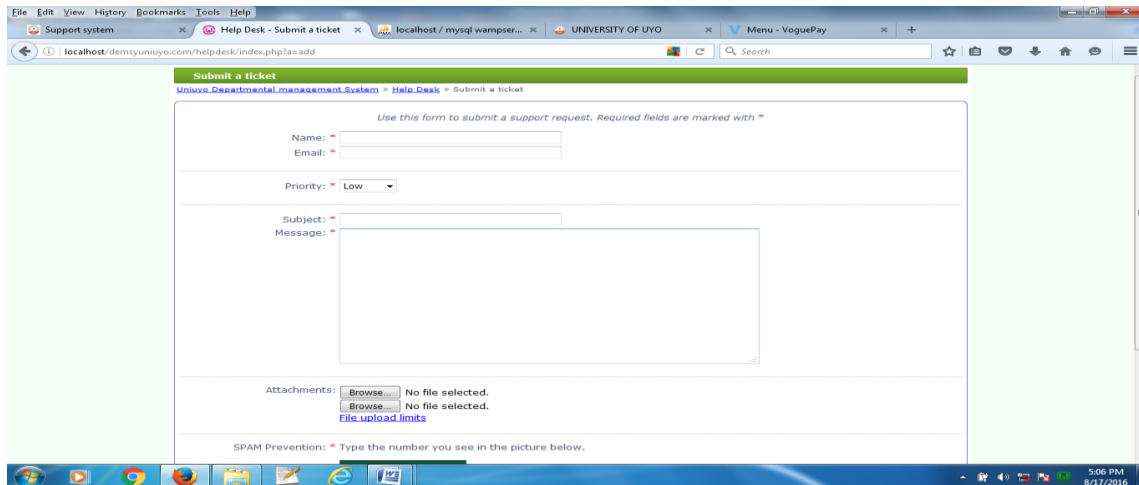 File Edit View History Bookmarks Tools Help
Support system × Help Desk - Submit a ticket × localhost / mysql wampser... × UNIVERSITY OF UYO × Menu - VoguePay × +
localhost/demsyuniuyo.com/helpdesk/index.php?a=add Search
Submit a ticket
Uniuyo Departmental management System > Help Desk > Submit a ticket
Use this form to submit a support request. Required fields are marked with *
Name: *
Email: *
Priority: * Low
Subject: *
Message: *
Attachments: Browse... No file selected.
Browse... No file selected.
File upload limits
SPAM Prevention: * Type the number you see in the picture below.
5:06 PM
8/17/2016